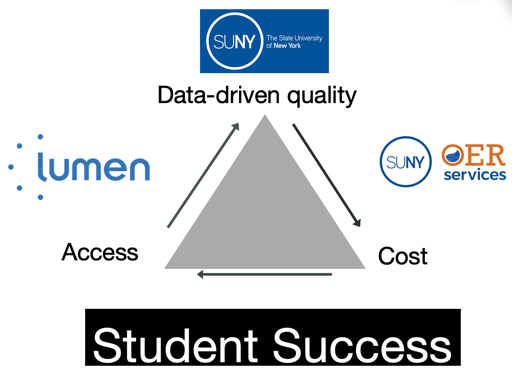 SUNY The State University
of New York
Data-driven quality
lumen
SUNY OER
services
Access
Cost
Student Success